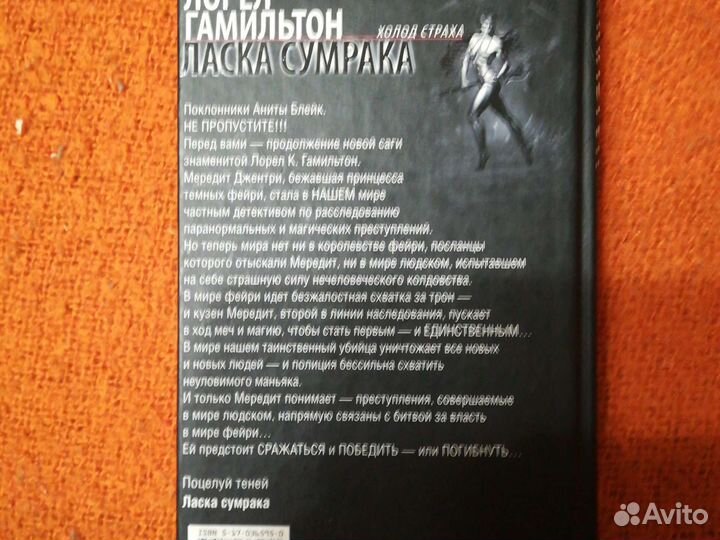 ЛОРЕЛ
ГАМИЛЬТОН
ХОЛОД СТРАХА
ЛАСКА СУМРАКА
Поклонники Аниты Блейк.
НЕ ПРОПУСТИТЕ!!!
Перед вами — продолжение новой саги
знаменитой Лорел К. Гамильтон.
Мередит Джентри, бежавшая принцесса
темных фейри, стала в НАШЕМ мире
частным детективом по расследованию
паранормальных и магических преступлений.
Но теперь мира нет ни в королевстве фейри, посланцы
которого отыскали Мередит, ни в мире людском, испытавшем
на себе страшную силу нечеловеческого колдовства.
В мире фейри идет безжалостная схватка за трон —
и кузен Мередит, второй в линии наследования, пускает
в ход меч и магию, чтобы стать первым — и ЕДИНСТВЕННЫМ...
В мире нашем таинственный убийца уничтожает все новых
и новых людей — и полиция бессильна схватить
неуловимого маньяка.
И только Мередит понимает — преступления, совершаемые
в мире людском, напрямую связаны с битвой за власть
в мире фейри...
Ей предстоит СРАЖАТЬСЯ и ПОБЕДИТЬ — или ПОГИБНУТЬ...
Поцелуй теней
Ласка сумрака
ISBN 5-17-036595-0
Avito